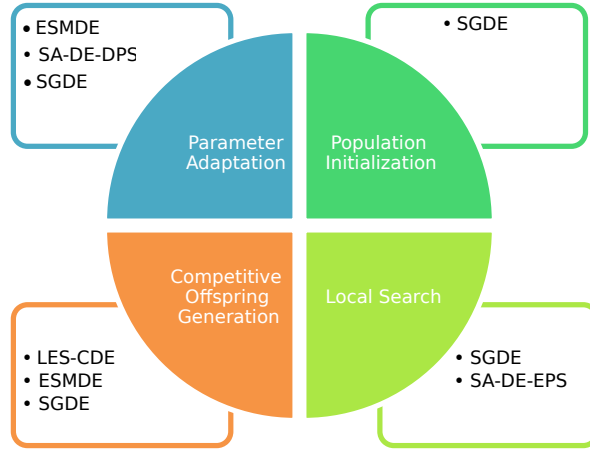 • ESMDE
• SA-DE-DPS
• SGDE
• SGDE
Parameter
Adaptation
Population
Initialization
Competitive
Offspring
Generation
Local Search
• LES-CDE
• ESMDE
• SGDE
• SGDE
• SA-DE-EPS